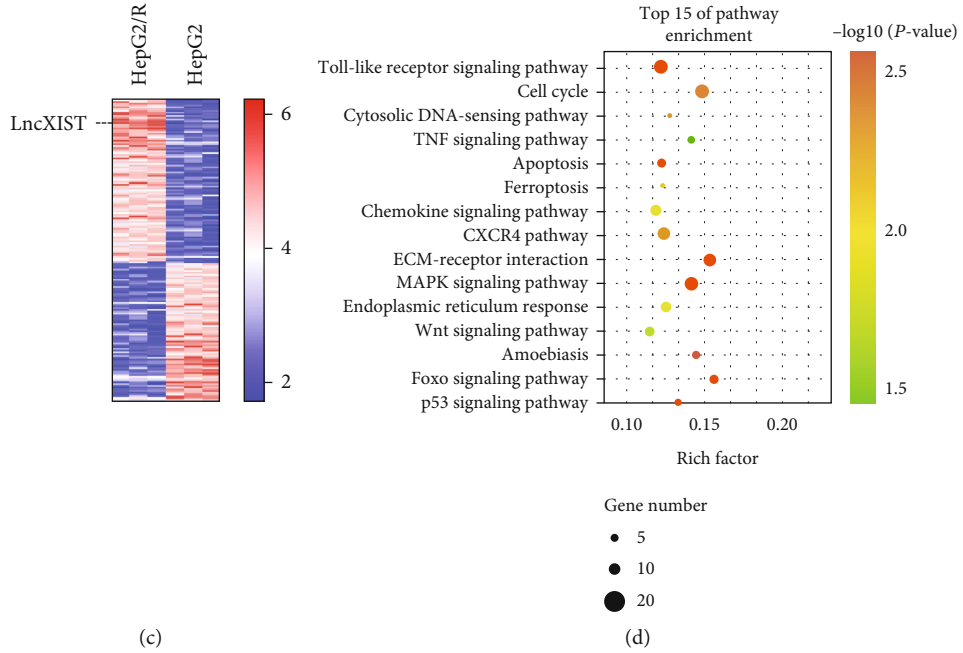 HepG2/R
HepG2
LncXIST
6
4
2
Top 15 of pathway
enrichment
–log10 (P-value)
Toll-like receptor signaling pathway
Cell cycle
Cytosolic DNA-sensing pathway
TNF signaling pathway
Apoptosis
Ferroptosis
Chemokine signaling pathway
CXCR4 pathway
ECM-receptor interaction
MAPK signaling pathway
Endoplasmic reticulum response
Wnt signaling pathway
Amoebiasis
Foxo signaling pathway
p53 signaling pathway
0.10 0.15 0.20
Rich factor
2.5
2.0
1.5
Gene number
5
10
20
(c)
(d)